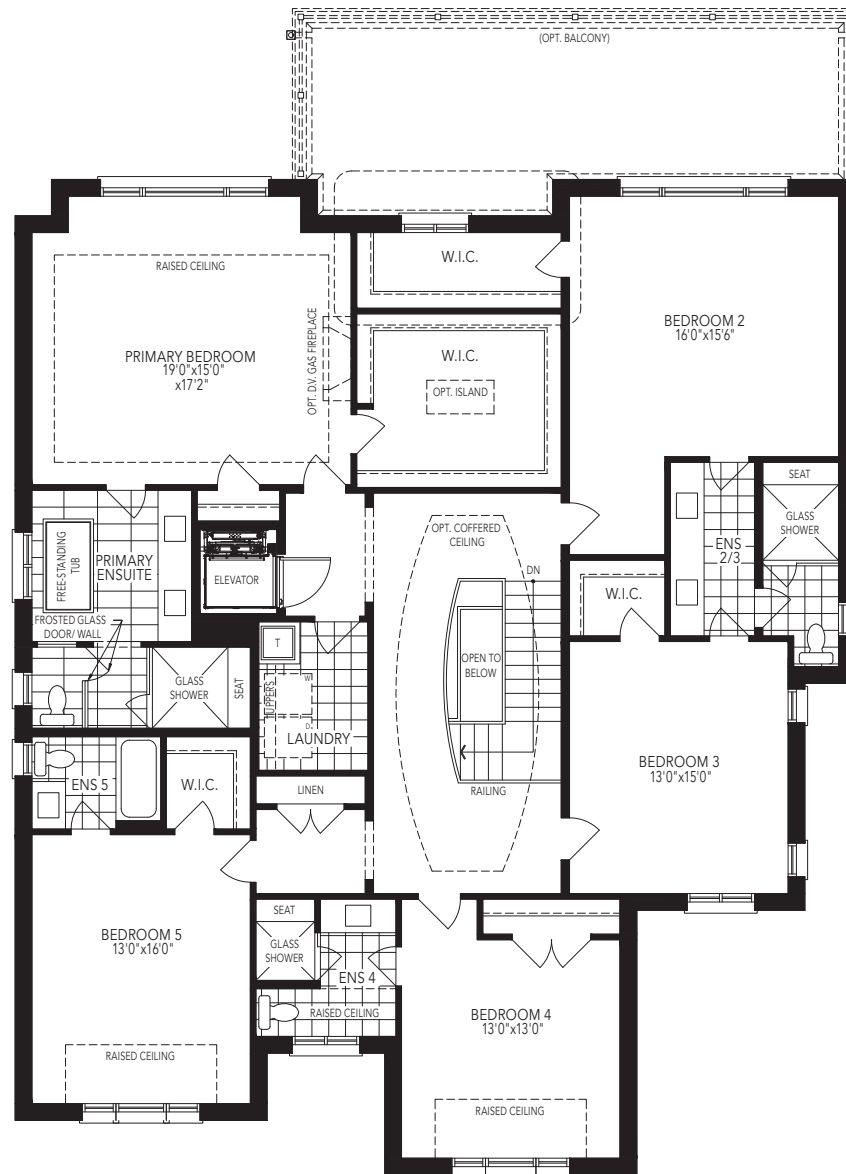 (OPT. BALCONY)
RAISED CEILING
W.I.C.
BEDROOM 2
16'0"x15'6"
PRIMARY BEDROOM
19'0"x15'0"
x17'2"
OPT. D.V. GAS FIREPLACE
W.I.C.
OPT. ISLAND
SEAT
GLASS
SHOWER
OPT. COFFERED
CEILING
ENS
2/3
FREE-STANDING
TUB
PRIMARY
ENSUITE
ELEVATOR
DN
W.I.C.
FROSTED GLASS
DOOR/ WALL
T
OPEN TO
BELOW
GLASS
SHOWER
SEAT
UPPERS
W
D
LAUNDRY
BEDROOM 3
13'0"x15'0"
ENS 5
W.I.C.
LINEN
RAILING
BEDROOM 5
13'0"x16'0"
SEAT
GLASS
SHOWER
ENS 4
RAISED CEILING
BEDROOM 4
13'0"x13'0"
RAISED CEILING
RAISED CEILING